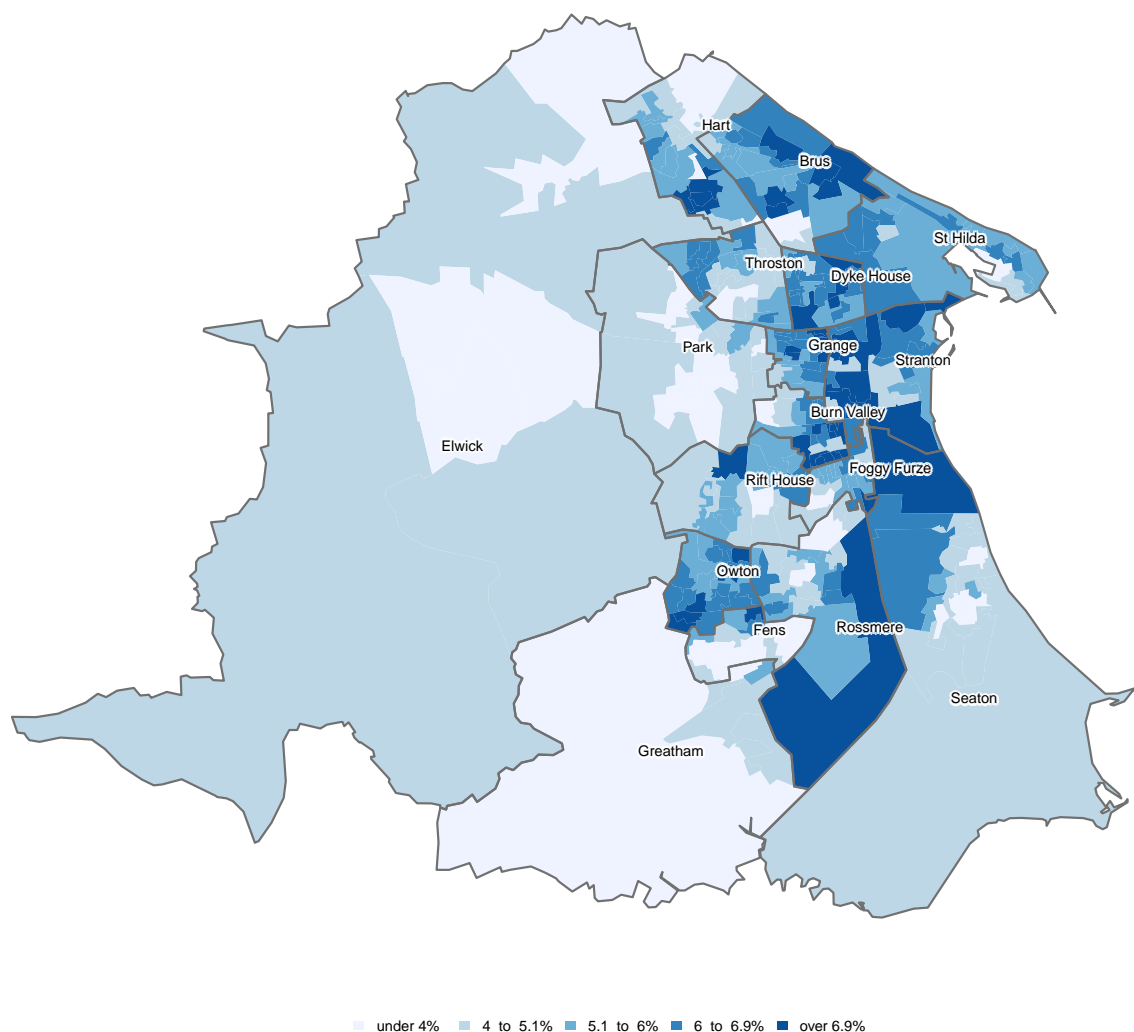 Hart
Brus
St Hilda
Throston
Dyke House
Park
Grange
Stranton
Burn Valley
Elwick
Rift House
Foggy Furze
Owton
Fens
Rossmere
Seaton
Greatham
under 4%
4 to 5.1%
5.1 to 6%
6 to 6.9%
over 6.9%